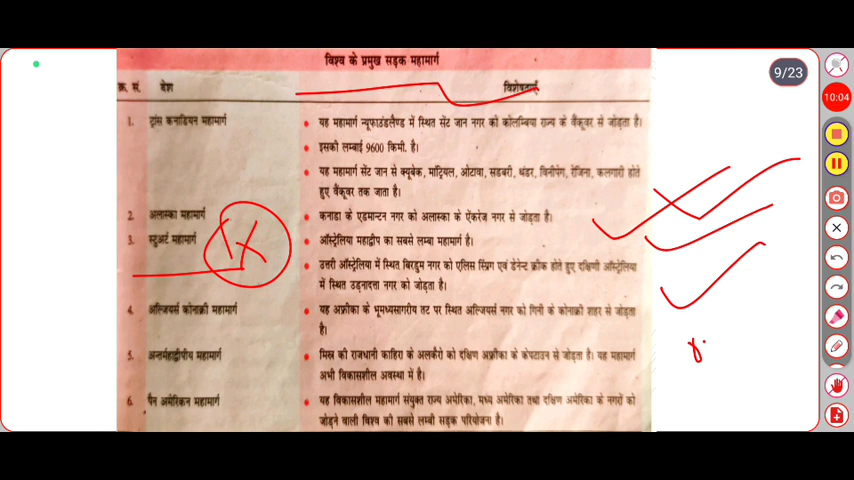 विश्व के प्रमुख सड़क महामार्ग
9/23
10:04
क्र. सं. देश विशेषताएँ
1. ट्रांस कनाडियन महामार्ग • यह महामार्ग न्यूफाउंडलैण्ड में स्थित सेंट जान नगर को कोलम्बिया राज्य के वैंकूवर से जोड़ता है।
• इसकी लम्बाई 9600 किमी. है।
• यह महामार्ग सेंट जान से क्यूबेक, मांट्रियल, ओटावा, सडबरी, थंडर, विनीपेग, रेजिना, कलगारी होते
हुए वैंकूवर तक जाता है।
2. अलास्का महामार्ग • कनाडा के एडमान्टन नगर को अलास्का के ऐंकरेज नगर से जोड़ता है।
3. स्टुअर्ट महामार्ग • ऑस्ट्रेलिया महाद्वीप का सबसे लम्बा महामार्ग है।
• उत्तरी ऑस्ट्रेलिया में स्थित बिरडुम नगर को एलिस स्प्रिंग एवं डेनेन्ट क्रीक होते हुए दक्षिणी ऑस्ट्रेलिया
में स्थित उड़नादत्ता नगर को जोड़ता है।
4. अल्जियर्स कोनाक्री महामार्ग • यह अफ्रीका के भूमध्यसागरीय तट पर स्थित अल्जियर्स नगर को गिनी के कोनाक्री शहर से जोड़ता
है।
5. अन्तर्महाद्वीपीय महामार्ग • मिस्र की राजधानी काहिरा के अलकैरो को दक्षिण अफ्रीका के केपटाउन से जोड़ता है। यह महामार्ग
अभी विकासशील अवस्था में है।
6. पैन अमेरिकन महामार्ग • यह विकासशील महामार्ग संयुक्त राज्य अमेरिका, मध्य अमेरिका तथा दक्षिण अमेरिका के नगरों को
जोड़ने वाली विश्व की सबसे लम्बी सड़क परियोजना है।